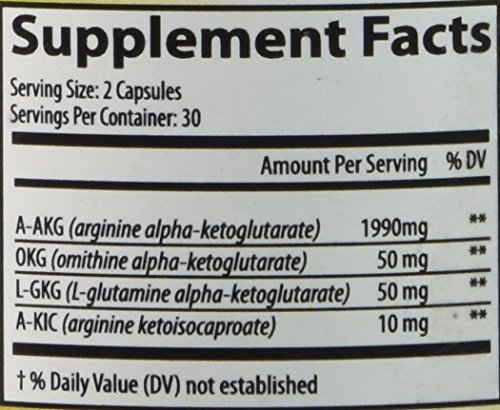 Supplement Facts
Serving Size: 2 Capsules
Servings Per Container: 30
Amount Per Serving % DV
A-AKG (arginine alpha-ketoglutarate) 1990mg **
OKG (omithine alpha-ketoglutarate) 50 mg **
L-GKG (L-glutamine alpha-ketoglutarate) 50 mg **
A-KIC (arginine ketoisocaproate) 10 mg **
† % Daily Value (DV) not established